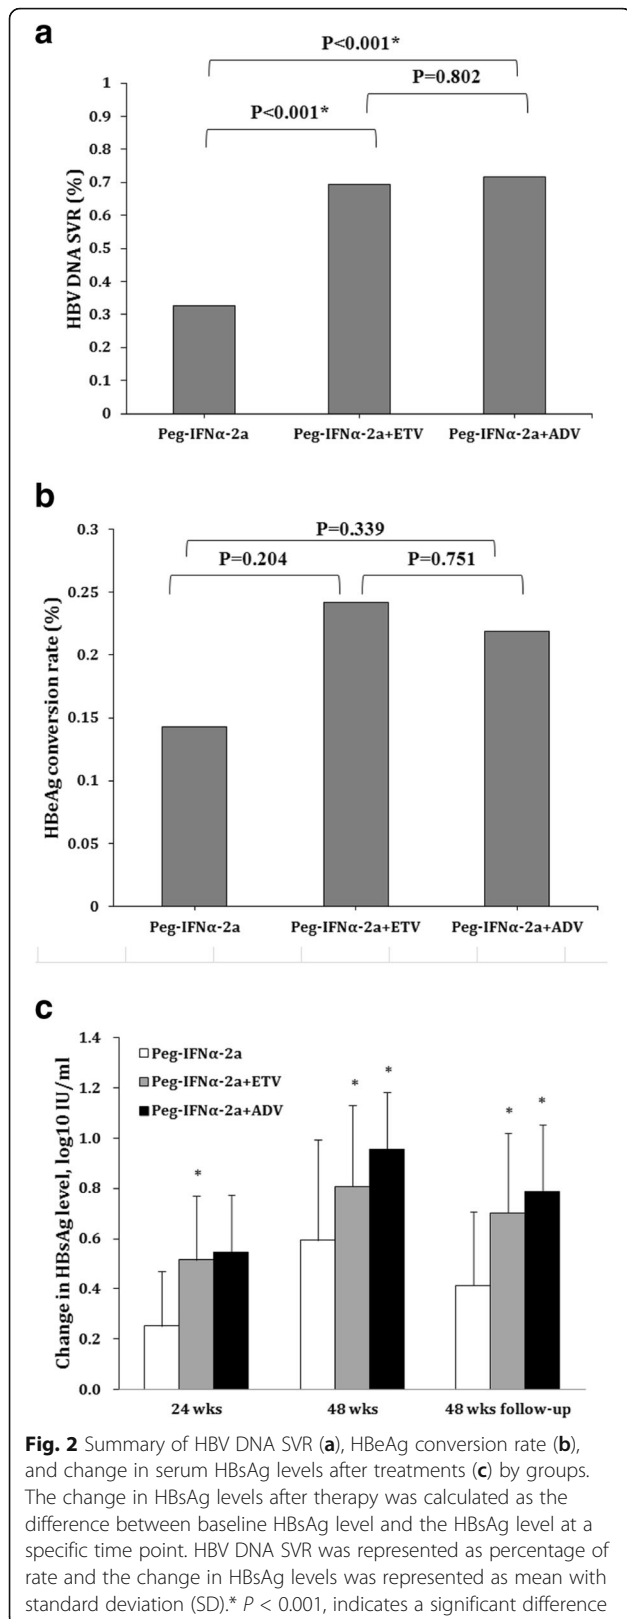 a
P<0.001*
P=0.802
P<0.001*
1
0.9
0.8
0.7
0.6
0.5
0.4
0.3
0.2
0.1
0
HBV DNA SVR (%)
Peg-IFNα-2a Peg-IFNα-2a+ETV Peg-IFNα-2a+ADV
b
P=0.339
P=0.204 P=0.751
0.3
0.25
0.2
0.15
0.1
0.05
0
HBeAg conversion rate (%)
Peg-IFNα-2a Peg-IFNα-2a+ETV Peg-IFNα-2a+ADV
c
1.4
1.2
1.0
0.8
0.6
0.4
0.2
0.0
Change in HBsAg level, log10 IU/ml
Peg-IFNα-2a
Peg-IFNα-2a+ETV
Peg-IFNα-2a+ADV
* * * * *
24 wks 48 wks 48 wks follow-up
Fig. 2 Summary of HBV DNA SVR (a), HBeAg conversion rate (b),
and change in serum HBsAg levels after treatments (c) by groups.
The change in HBsAg levels after therapy was calculated as the
difference between baseline HBsAg level and the HBsAg level at a
specific time point. HBV DNA SVR was represented as percentage of
rate and the change in HBsAg levels was represented as mean with
standard deviation (SD).* P < 0.001, indicates a significant difference